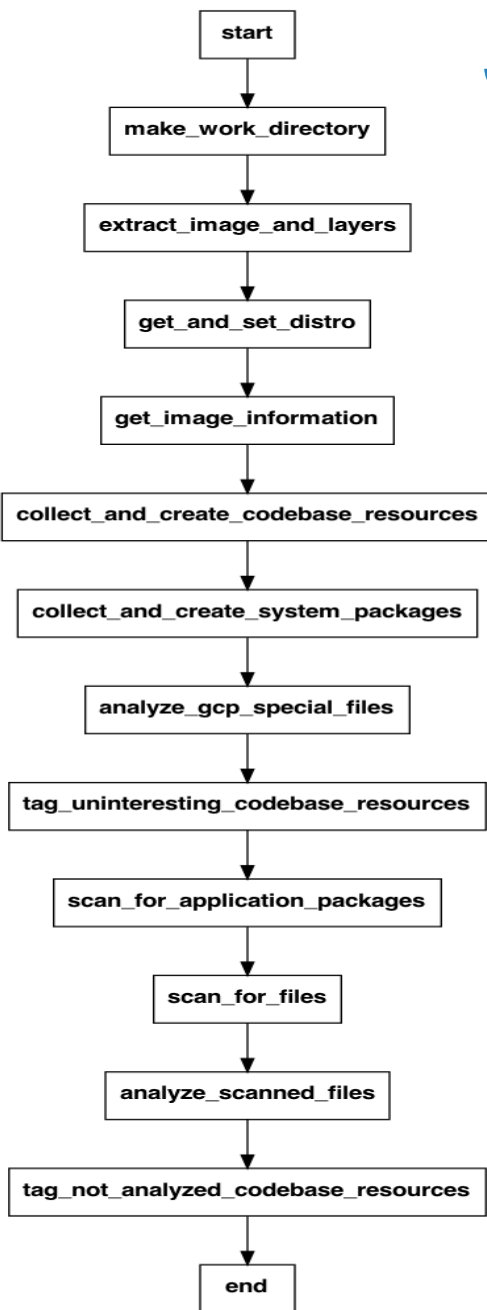 start
make_work_directory
extract_image_and_layers
get_and_set_distro
get_image_information
collect_and_create_codebase_resources
collect_and_create_system_packages
analyze_gcp_special_files
tag_uninteresting_codebase_resources
scan_for_application_packages
scan_for_files
analyze_scanned_files
tag_not_analyzed_codebase_resources
end